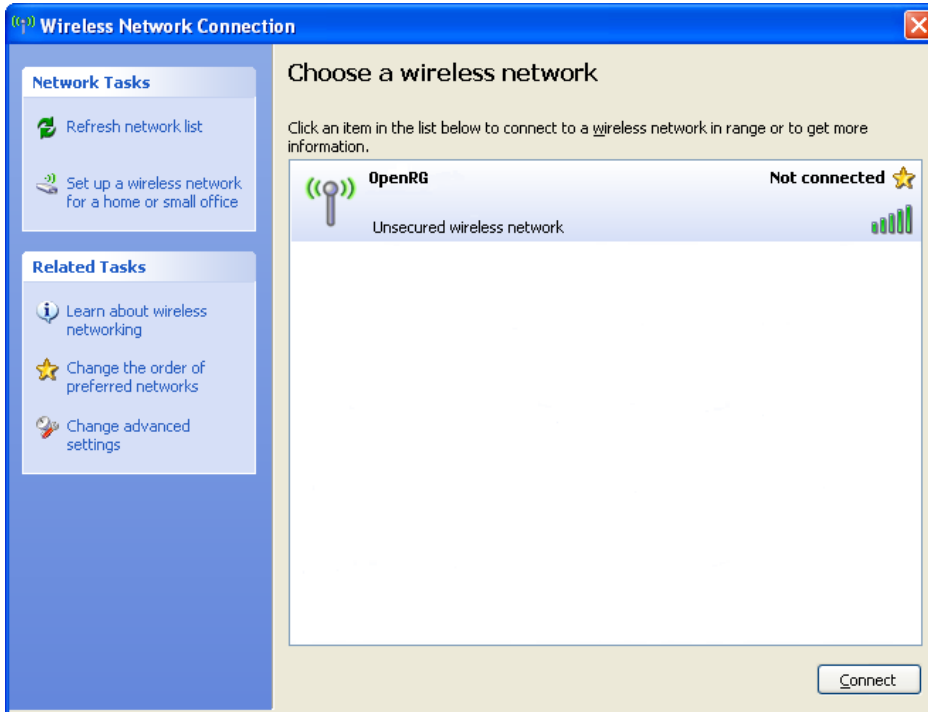 Wireless Network Connection
Network Tasks
Refresh network list
Set up a wireless network
for a home or small office
Related Tasks
Learn about wireless
networking
Change the order of
preferred networks
Change advanced
settings
Choose a wireless network
Click an item in the list below to connect to a wireless network in range or to get more
information.
OpenRG
Not connected
Unsecured wireless network
Connect